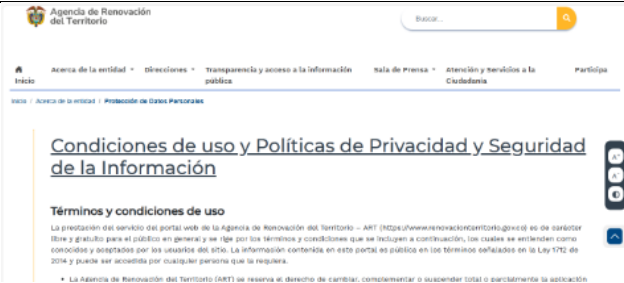 Agencia de Renovación
del Territorio
Buscar...
Inicio
Acerca de la entidad
Direcciones
Transparencia y acceso a la información
pública
Sala de Prensa
Atención y Servicios a la
Ciudadanía
Participa
Inicio / Acerca de la entidad / Protección de Datos Personales
Condiciones de uso y Políticas de Privacidad y Seguridad
de la Información
Términos y condiciones de uso
La prestación del servicio del portal web de la Agencia de Renovación del Territorio – ART (https://www.renovacionterritorio.gov.co) es de carácter
libre y gratuito para el público en general y se rige por los términos y condiciones que se incluyen a continuación, los cuales se entienden como
conocidos y aceptados por los usuarios del sitio. La información contenida en este portal es pública en los términos señalados en la Ley 1712 de
2014 y puede ser accedida por cualquier persona que la requiera.
• La Agencia de Renovación del Territorio (ART) se reserva el derecho de cambiar, complementar o suspender total o parcialmente la aplicación